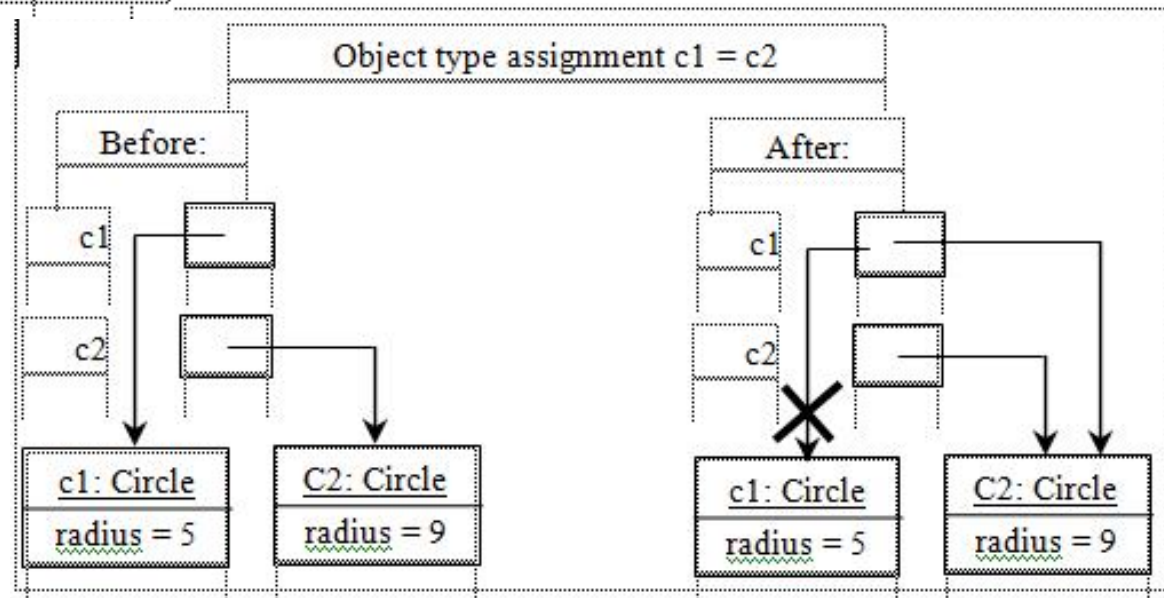 Object type assignment c1 = c2
Before:
After:
c1
c1
c2
c2
c1: Circle
radius = 5
C2: Circle
radius = 9
c1: Circle
radius = 5
C2: Circle
radius = 9